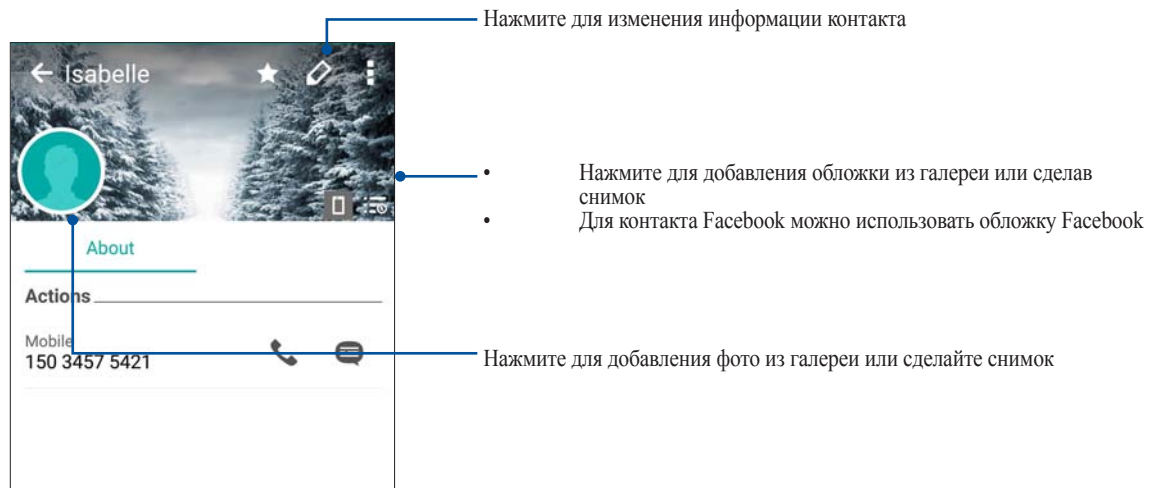 Нажмите для изменения информации контакта
Isabelle
• Нажмите для добавления обложки из галереи или сделав
снимок
• Для контакта Facebook можно использовать обложку Facebook
About
Actions
Mobile
150 3457 5421
Нажмите для добавления фото из галереи или сделайте снимок